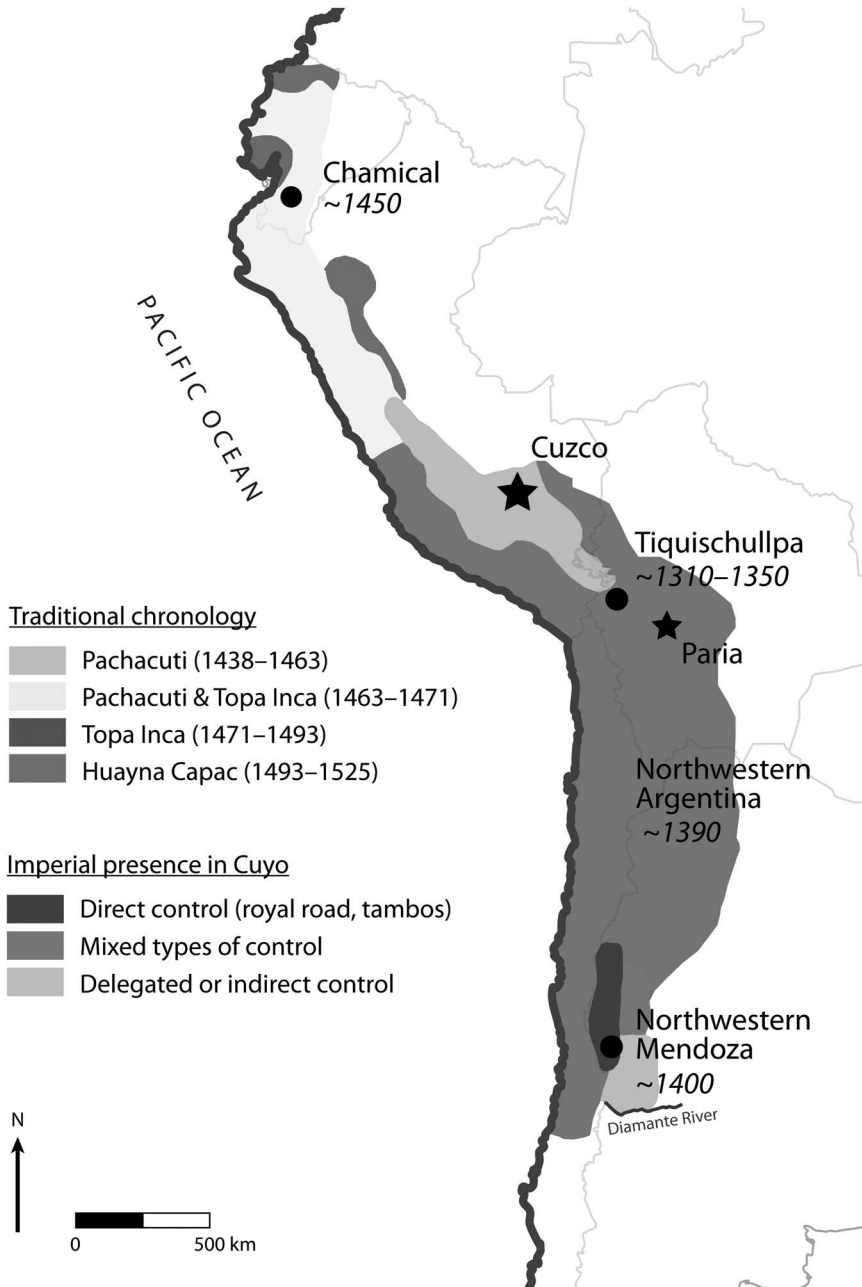 Chamical
~1450
PACIFIC OCEAN
Cuzco
Tiquischullpa
~1310–1350
Paria
Traditional chronology
Pachacuti (1438–1463)
Pachacuti & Topa Inca (1463–1471)
Topa Inca (1471–1493)
Huayna Capac (1493–1525)
Northwestern
Argentina
~1390
Imperial presence in Cuyo
Direct control (royal road, tambos)
Mixed types of control
Delegated or indirect control
Northwestern
Mendoza
~1400
Diamante River
N
0 500 km